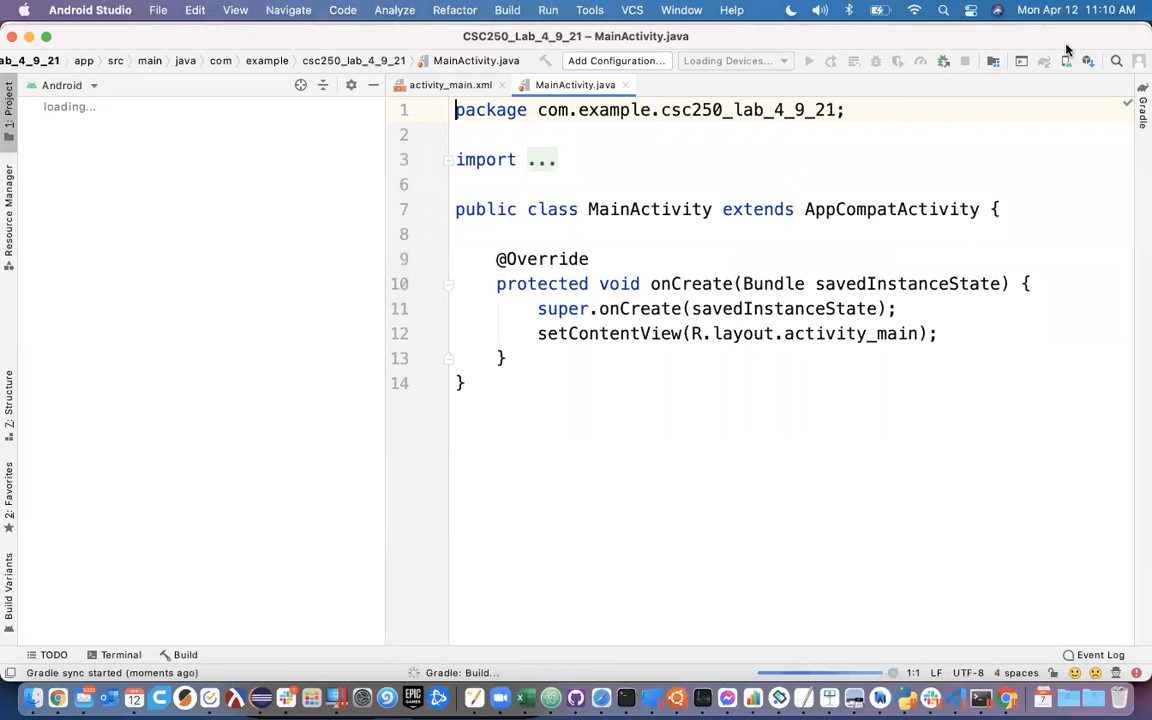 Android Studio File Edit View Navigate Code Analyze Refactor Build Run Tools VCS Window Help Mon Apr 12 11:10 AM
CSC250_Lab_4_9_21 – MainActivity.java
ab_4_9_21 app src main java com example csc250_lab_4_9_21 MainActivity.java Add Configuration... Loading Devices...
Android activity_main.xml MainActivity.java
loading...
1 package com.example.csc250_lab_4_9_21;
2
3 import ...
6
7 public class MainActivity extends AppCompatActivity {
8
9 @Override
10 protected void onCreate(Bundle savedInstanceState) {
11 super.onCreate(savedInstanceState);
12 setContentView(R.layout.activity_main);
13 }
14 }
1: Project
Resource Manager
Z: Structure
2: Favorites
Build Variants
Gradle
TODO Terminal Build Event Log
Gradle sync started (moments ago) Gradle: Build... 1:1 LF UTF-8 4 spaces